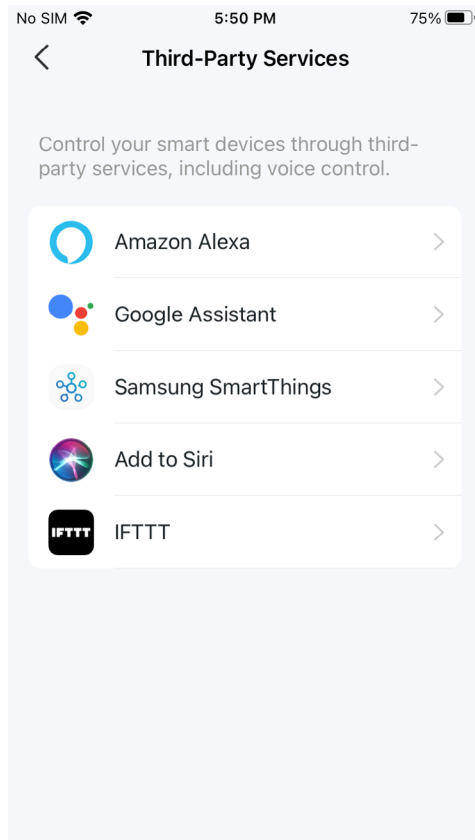 No SIM 5:50 PM 75%
Third-Party Services
Control your smart devices through third-
party services, including voice control.
Amazon Alexa
Google Assistant
Samsung SmartThings
Add to Siri
IFTTT IFTTT